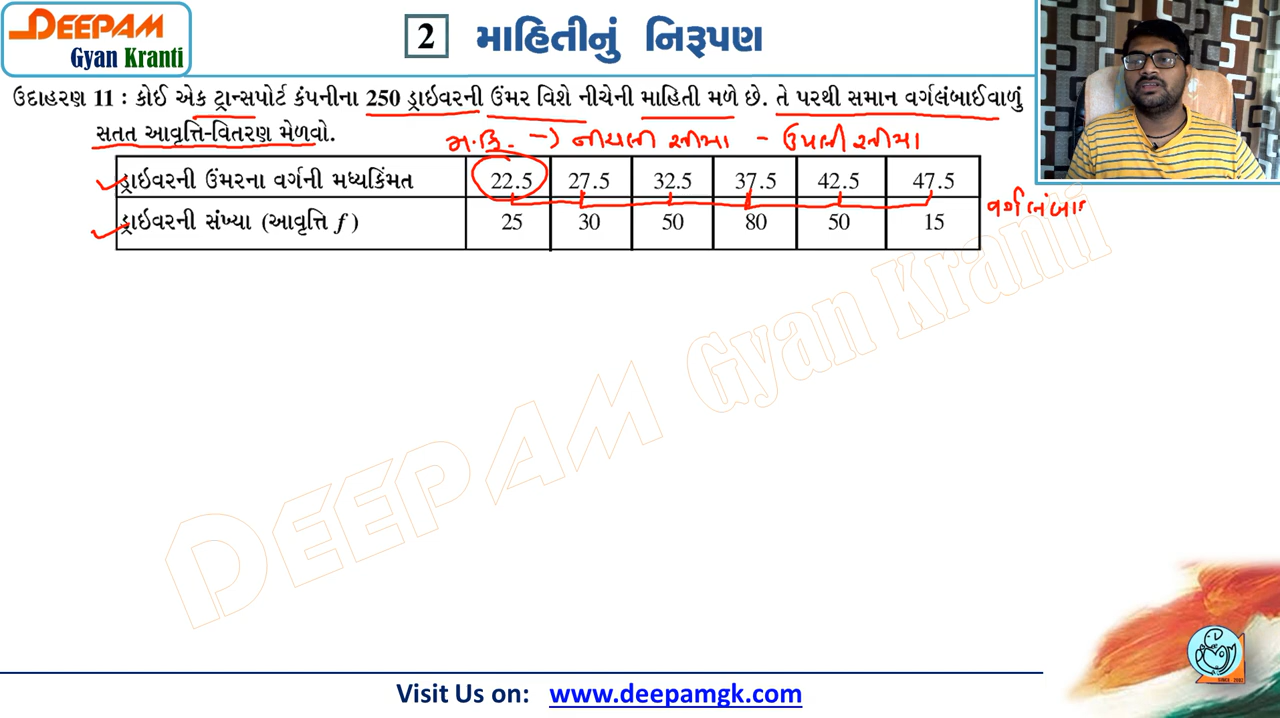 DEEPAM
Gyan Kranti
2 માહિતીનું નિરૂપણ
ઉદાહરણ 11 : કોઈ એક ટ્રાન્સપોર્ટ કંપનીના 250 ડ્રાઇવરની ઉંમર વિશે નીચેની માહિતી મળે છે. તે પરથી સમાન વર્ગલંબાઈવાળું
સતત આવૃત્તિ-વિતરણ મેળવો.
મ.કિં. → નીચલી સીમા - ઉપલી સીમા
ડ્રાઇવરની ઉંમરના વર્ગની મધ્યકિંમત 22.5 27.5 32.5 37.5 42.5 47.5
ડ્રાઇવરની સંખ્યા (આવૃત્તિ f) 25 30 50 80 50 15
વર્ગલંબા
DEEPAM Gyan Kranti
Visit Us on: www.deepamgk.com